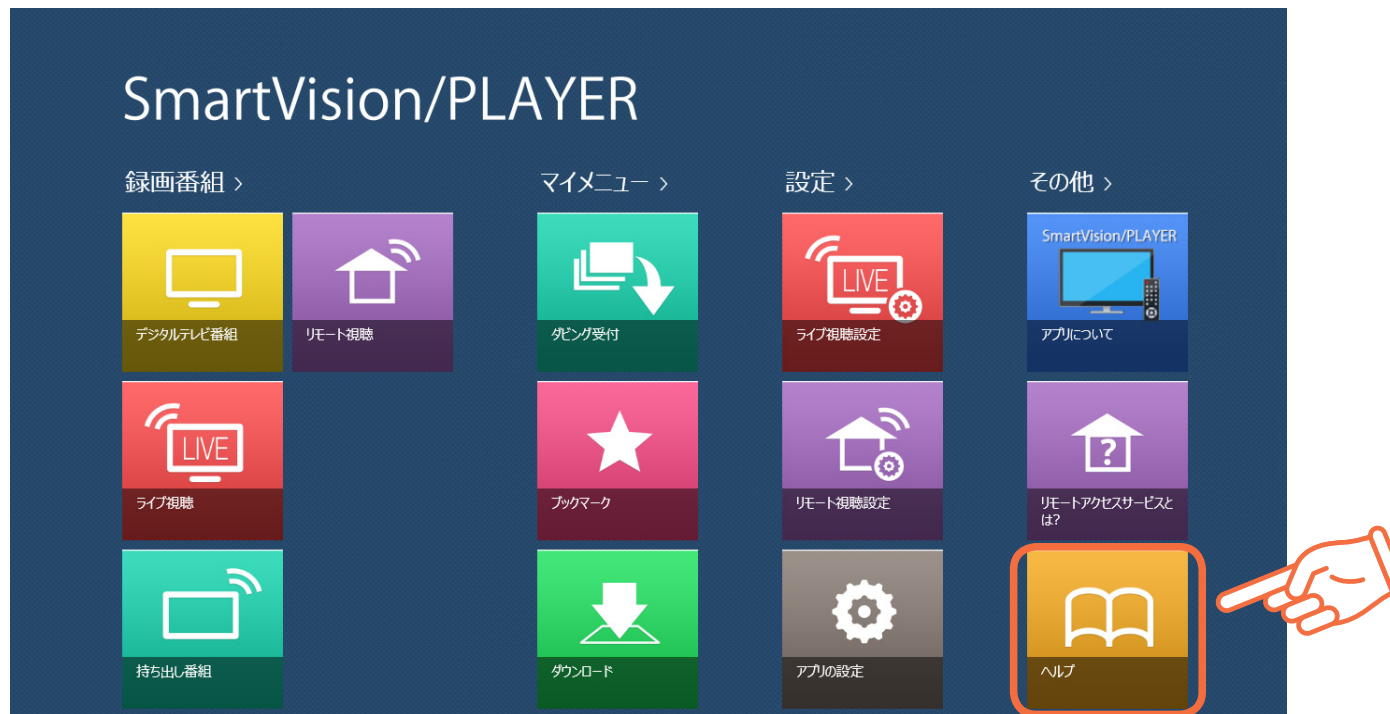 SmartVision/PLAYER
録画番組 >
デジタルテレビ番組
リモート視聴
LIVE
ライブ視聴
持ち出し番組
マイメニュー >
ダビング受付
ブックマーク
ダウンロード
設定 >
LIVE
ライブ視聴設定
リモート視聴設定
アプリの設定
その他 >
SmartVision/PLAYER
アプリについて
?
リモートアクセスサービスと
は?
ヘルプ